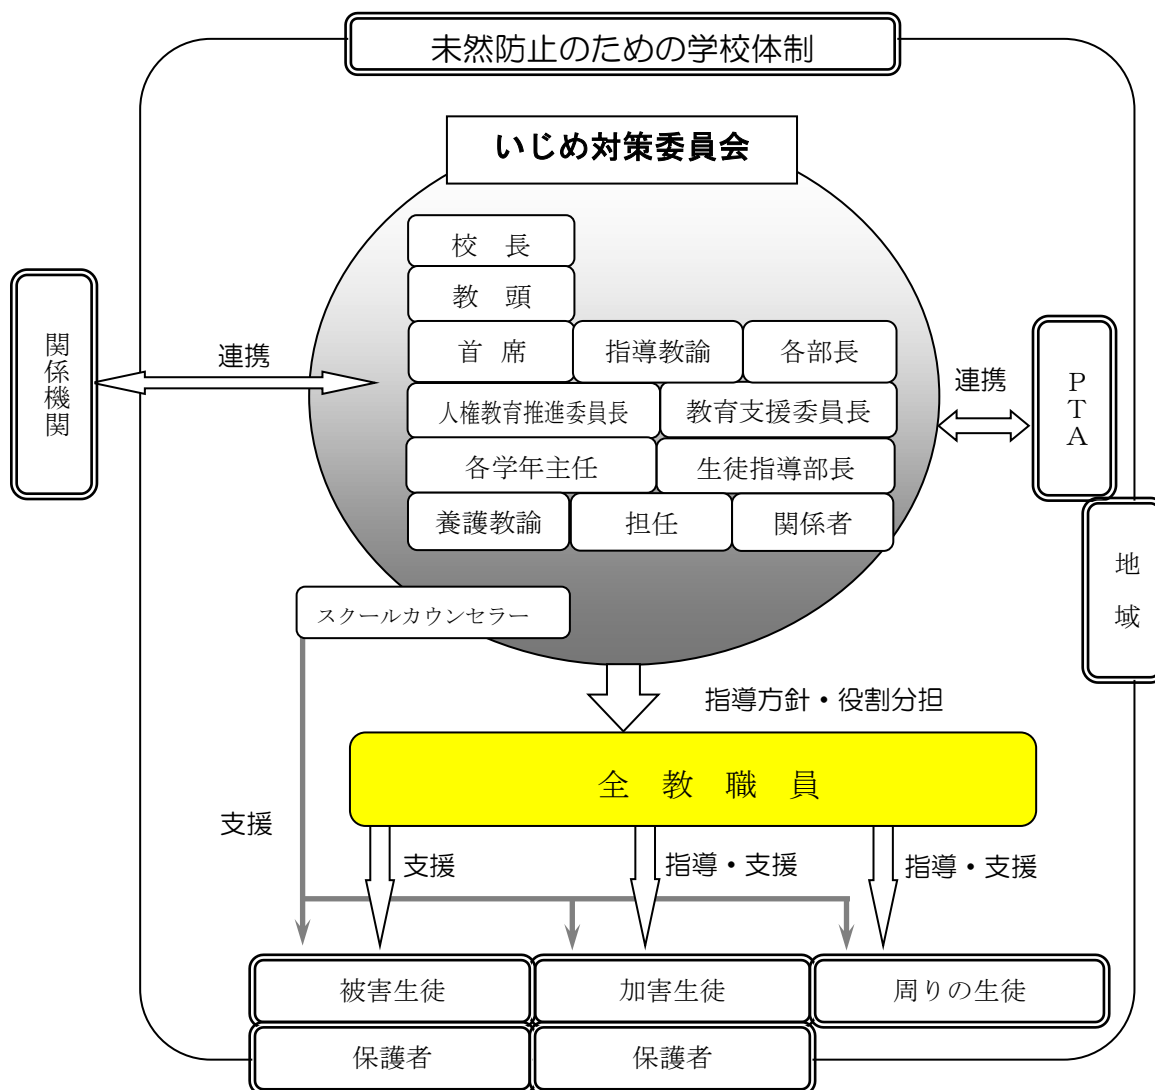 未然防止のための学校体制
いじめ対策委員会
校　長
教　頭
首 席
指導教諭
各部長
人権教育推進委員長
教育支援委員長
各学年主任
生徒指導部長
養護教諭
担任
関係者
スクールカウンセラー
関係機関
連携
連携
ＰＴＡ
地域
指導方針・役割分担
全　教　職　員
支援
支援
指導・支援
指導・支援
被害生徒
加害生徒
周りの生徒
保護者
保護者